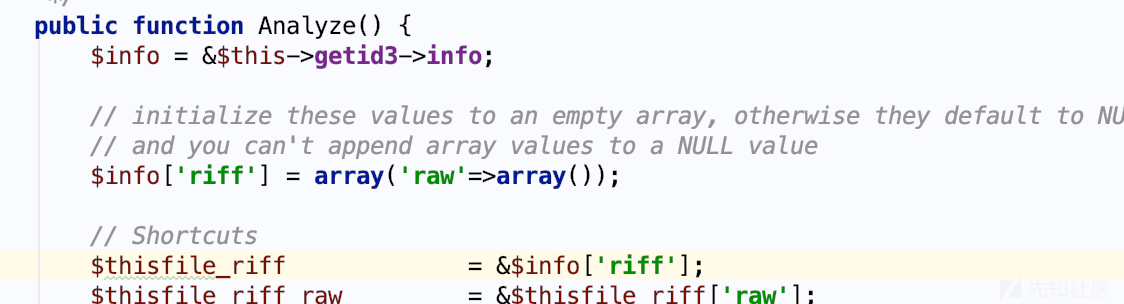 */
public function Analyze() {
$info = &$this->getid3->info;
// initialize these values to an empty array, otherwise they default to NU
// and you can't append array values to a NULL value
$info['riff'] = array('raw'=>array());
// Shortcuts
$thisfile_riff = &$info['riff'];
$thisfile_riff_raw = &$thisfile_riff['raw'];
先知社区